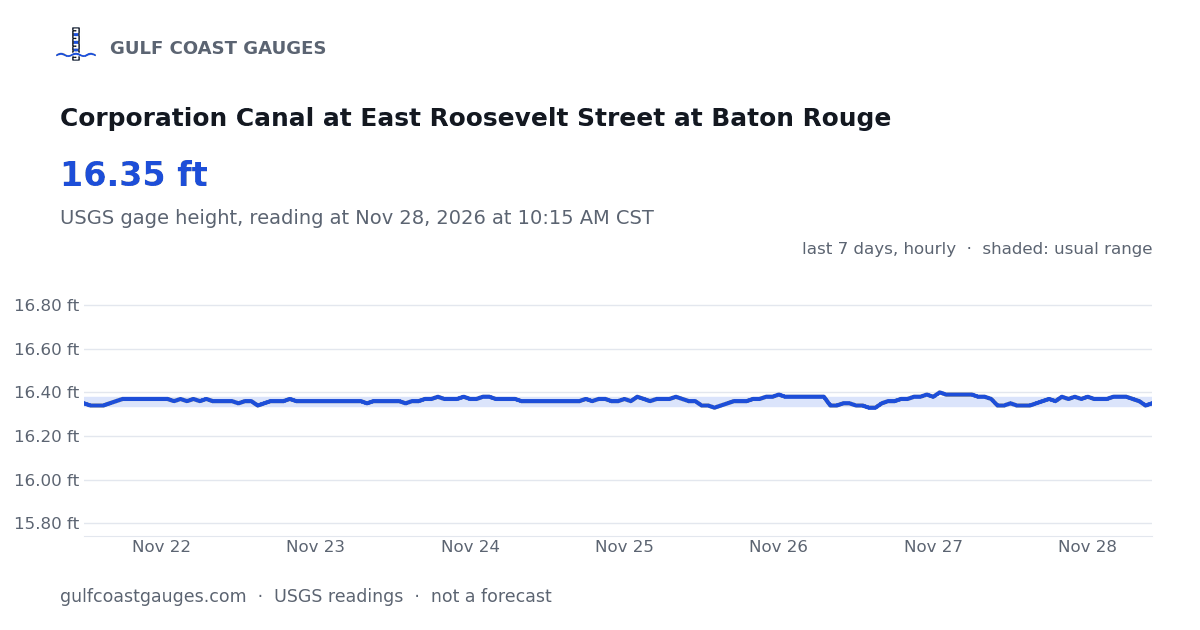 GULF COAST GAUGES
Corporation Canal at East Roosevelt Street at Baton Rouge
16.35 ft
USGS gage height, reading at Nov 28, 2026 at 10:15 AM CST
last 7 days, hourly · shaded: usual range
16.80 ft
16.60 ft
16.40 ft
16.20 ft
16.00 ft
15.80 ft
Nov 22 Nov 23 Nov 24 Nov 25 Nov 26 Nov 27 Nov 28
gulfcoastgauges.com · USGS readings · not a forecast